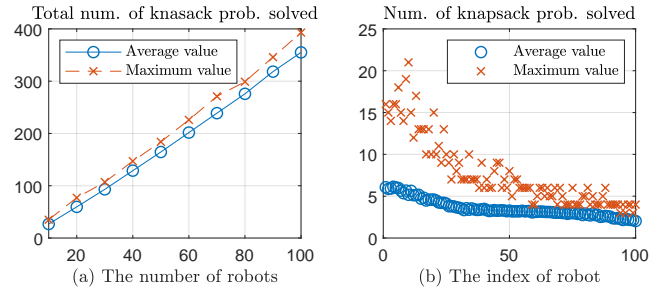 Total num. of knasack prob. solved
400
300
200
100
0
Average value
Maximum value
20 40 60 80 100
(a) The number of robots
Num. of knapsack prob. solved
25
20
15
10
5
0
Average value
Maximum value
0 50 100
(b) The index of robot